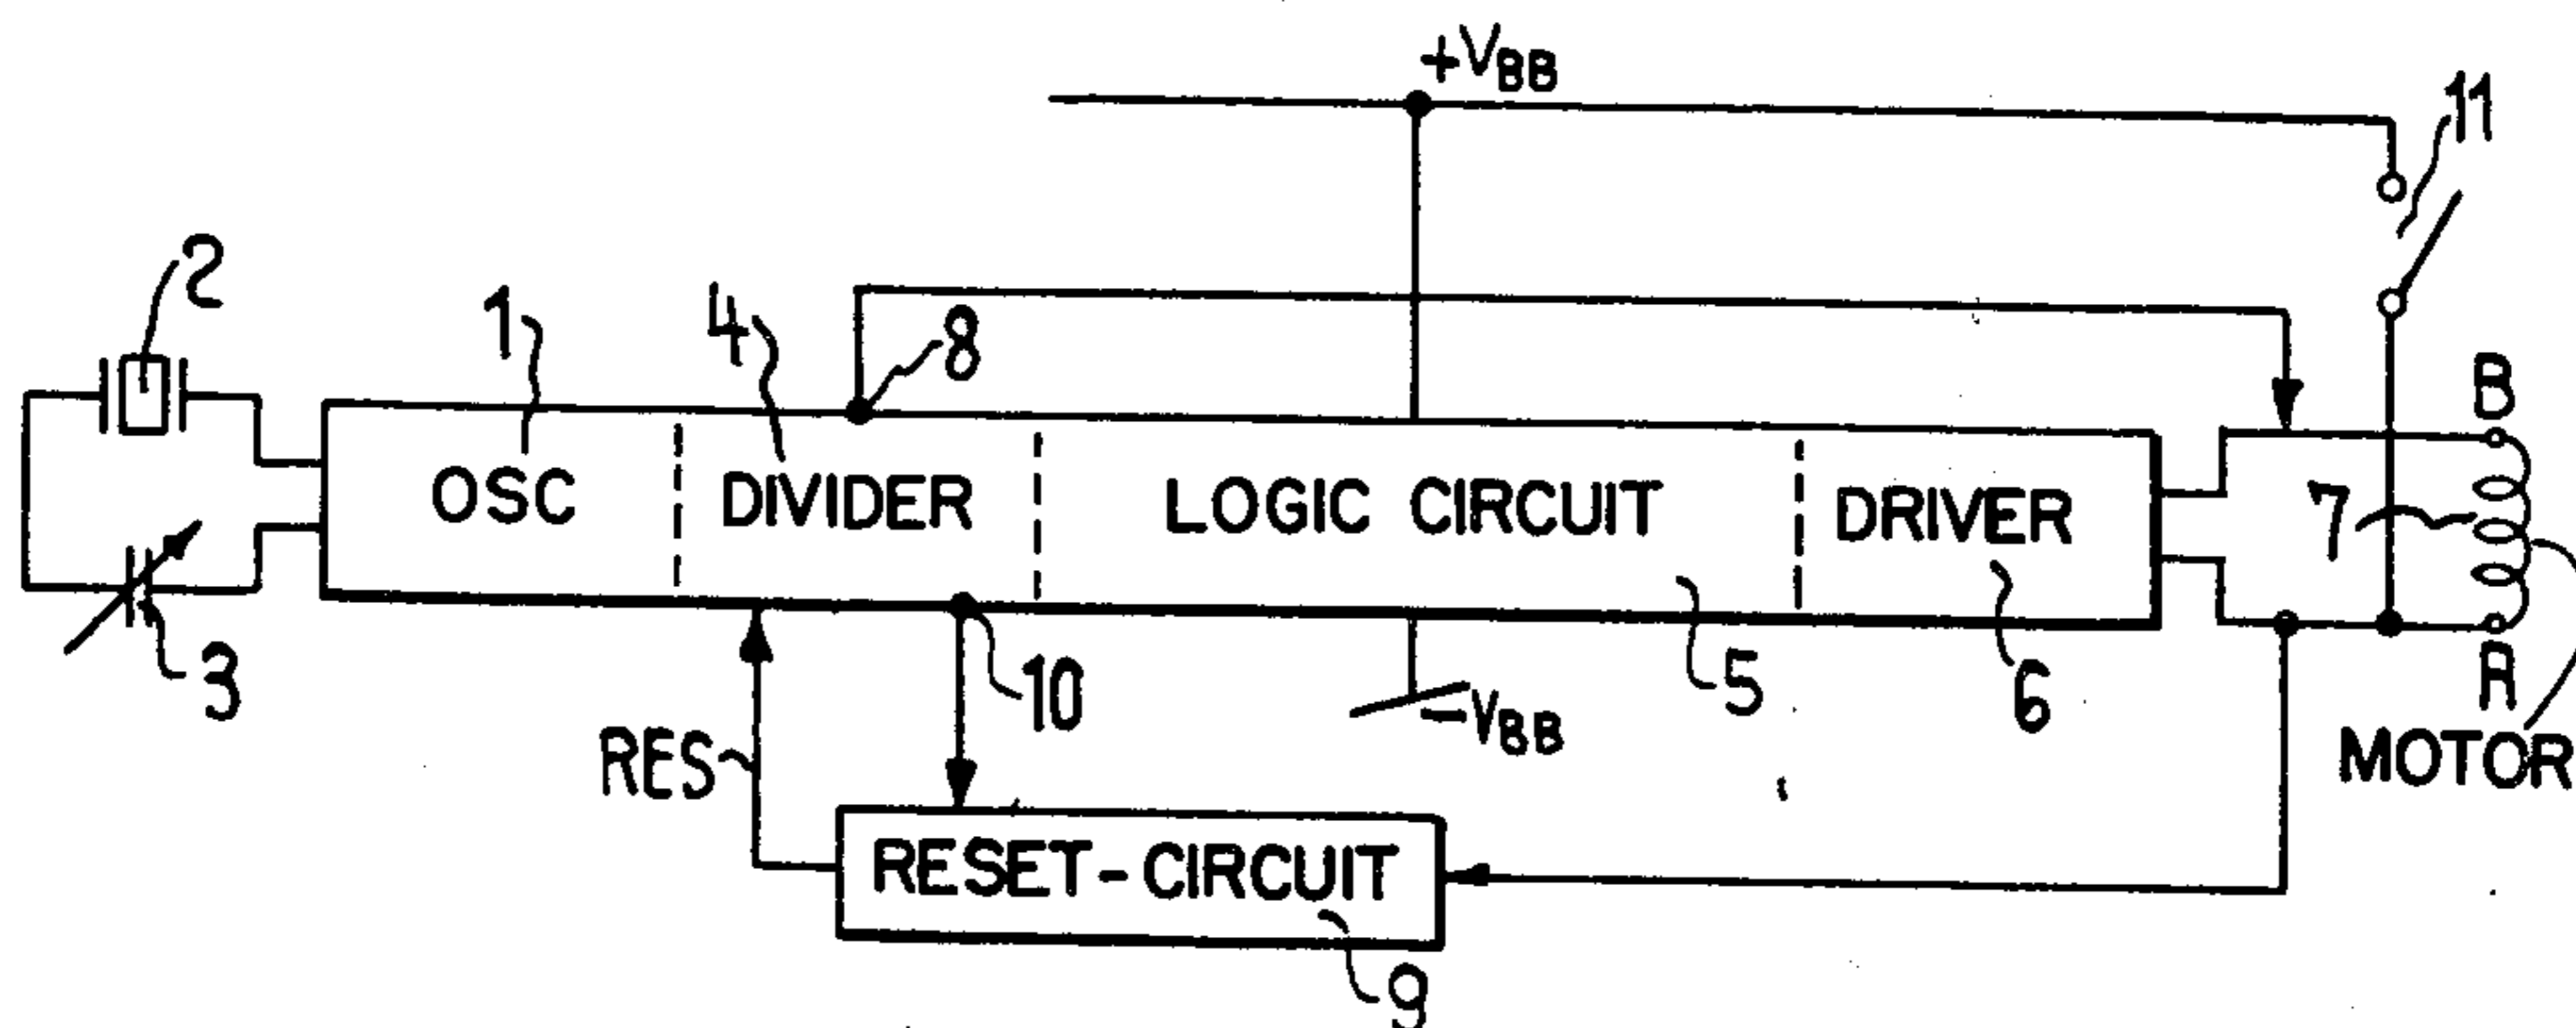 +VBB
11
2
1
4
8
B
OSC
DIVIDER
LOGIC CIRCUIT
DRIVER
7
3
10
5
6
R
RES
-VBB
MOTOR
RESET-CIRCUIT
9